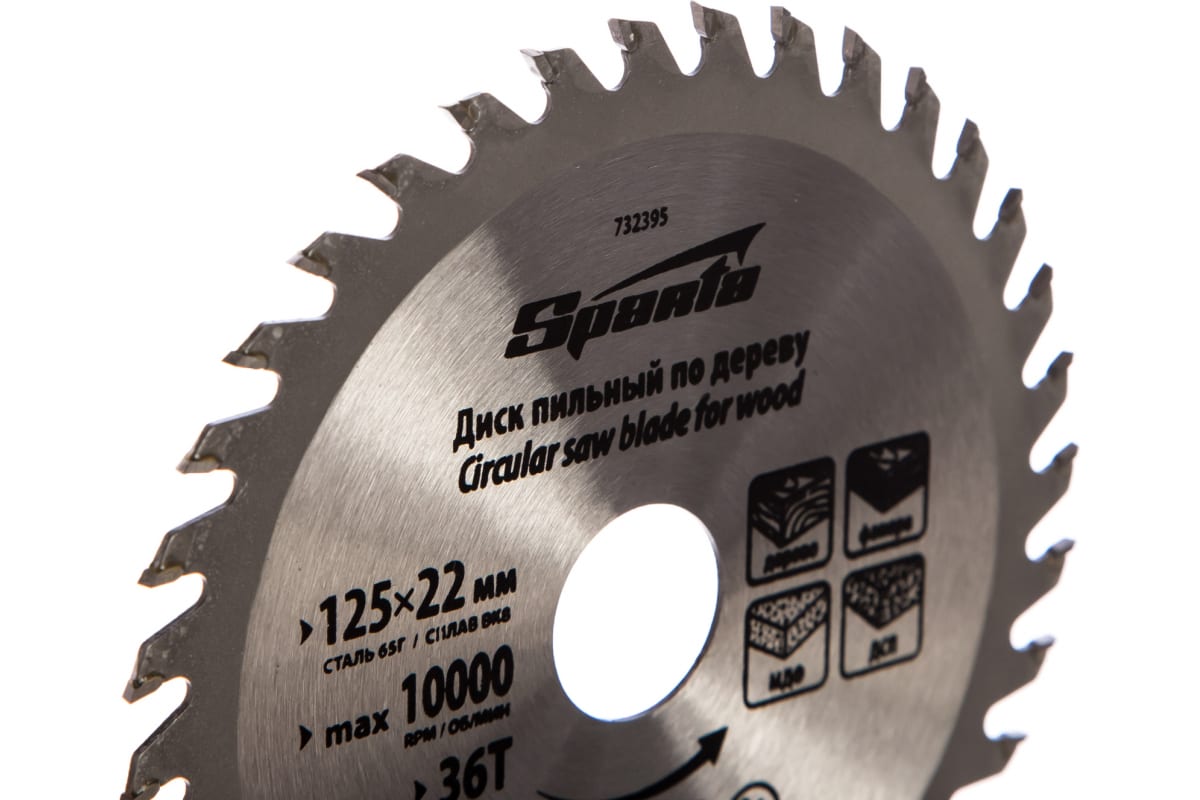 732395
Sparta
Диск пильный по дереву
Circular saw blade for wood
дерево
фанера
125×22 мм
СТАЛЬ 65Г / СПЛАВ ВК8
МДФ
ДСП
max 10000
RPM / ОБ/МИН
36T